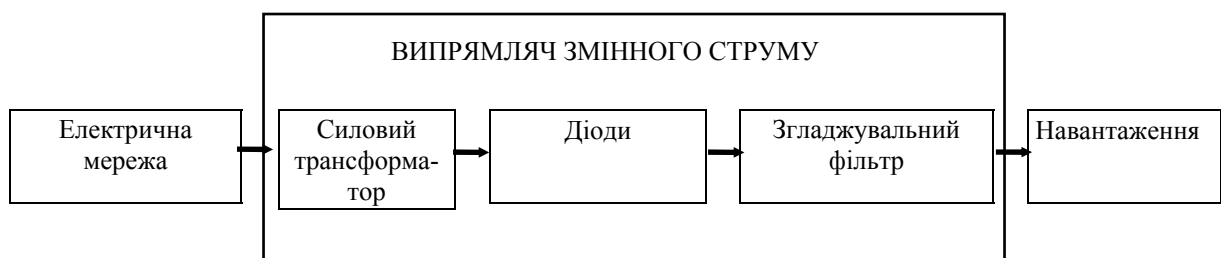 ВИПРЯМЛЯЧ ЗМІННОГО СТРУМУ
Електрична
мережа
Силовий
трансформа-
тор
Діоди
Згладжувальний
фільтр
Навантаження